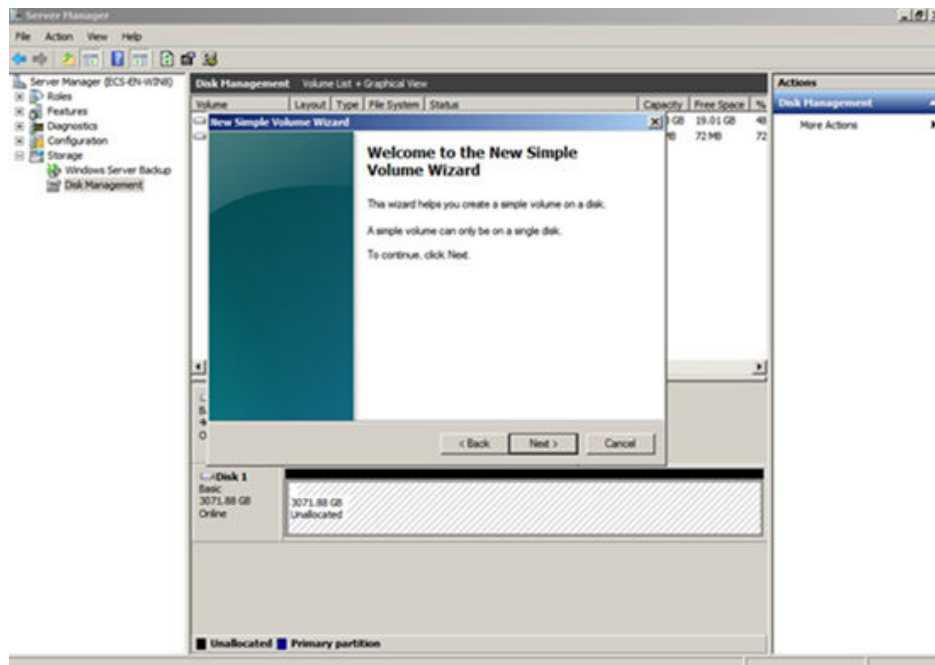 Server Manager
File Action View Help
Server Manager (ECS-EN-WIN8)
Roles
Features
Diagnostics
Configuration
Storage
Windows Server Backup
Disk Management
Disk Management Volume List + Graphical View
Volume Layout Type File System Status Capacity Free Space %
GB 19.01 GB 48
MB 72 MB 72
New Simple Volume Wizard
Welcome to the New Simple
Volume Wizard
This wizard helps you create a simple volume on a disk.
A simple volume can only be on a single disk.
To continue, click Next.
< Back Next > Cancel
Disk 1
Basic
3071.88 GB
Online
3071.88 GB
Unallocated
Unallocated Primary partition
Actions
Disk Management
More Actions